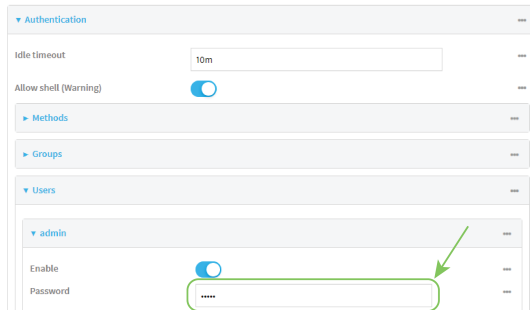 Authentication
Idle timeout
10m
Allow shell (Warning)
Methods
Groups
Users
admin
Enable
Password
•••••